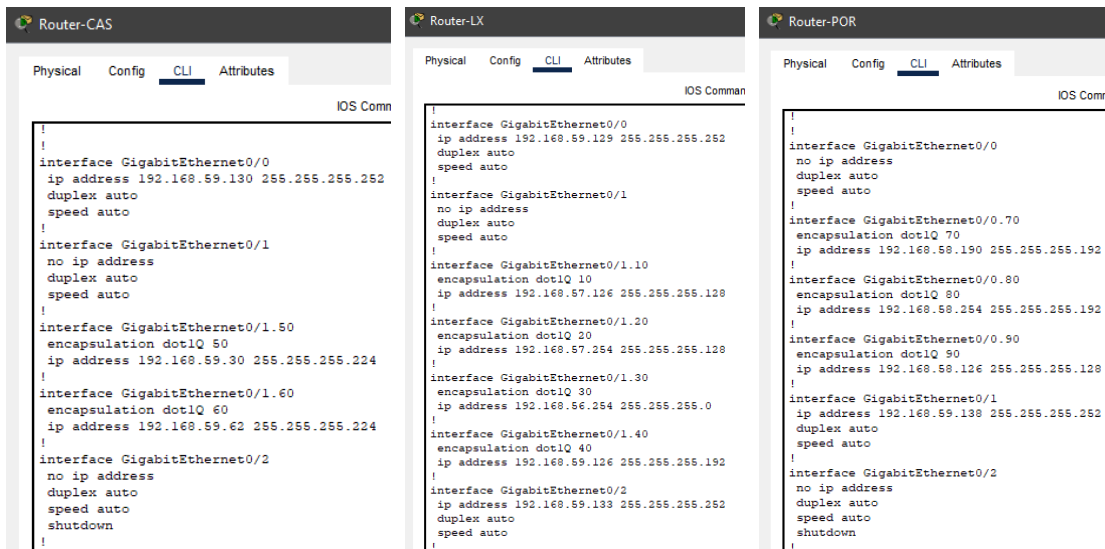 Router-CAS
Physical Config CLI Attributes
IOS Comm
!
!
interface GigabitEthernet0/0
ip address 192.168.59.130 255.255.255.252
duplex auto
speed auto
!
interface GigabitEthernet0/1
no ip address
duplex auto
speed auto
!
interface GigabitEthernet0/1.50
encapsulation dot1Q 50
ip address 192.168.59.30 255.255.255.224
!
interface GigabitEthernet0/1.60
encapsulation dot1Q 60
ip address 192.168.59.62 255.255.255.224
!
interface GigabitEthernet0/2
no ip address
duplex auto
speed auto
shutdown
!
Router-LX
Physical Config CLI Attributes
IOS Comman
!
interface GigabitEthernet0/0
ip address 192.168.59.129 255.255.255.252
duplex auto
speed auto
!
interface GigabitEthernet0/1
no ip address
duplex auto
speed auto
!
interface GigabitEthernet0/1.10
encapsulation dot1Q 10
ip address 192.168.57.126 255.255.255.128
!
interface GigabitEthernet0/1.20
encapsulation dot1Q 20
ip address 192.168.57.254 255.255.255.128
!
interface GigabitEthernet0/1.30
encapsulation dot1Q 30
ip address 192.168.56.254 255.255.255.0
!
interface GigabitEthernet0/1.40
encapsulation dot1Q 40
ip address 192.168.59.126 255.255.255.192
!
interface GigabitEthernet0/2
ip address 192.168.59.133 255.255.255.252
duplex auto
speed auto
!
Router-POR
Physical Config CLI Attributes
IOS Comm
!
!
interface GigabitEthernet0/0
no ip address
duplex auto
speed auto
!
interface GigabitEthernet0/0.70
encapsulation dot1Q 70
ip address 192.168.58.190 255.255.255.192
!
interface GigabitEthernet0/0.80
encapsulation dot1Q 80
ip address 192.168.58.254 255.255.255.192
!
interface GigabitEthernet0/0.90
encapsulation dot1Q 90
ip address 192.168.58.126 255.255.255.128
!
interface GigabitEthernet0/1
ip address 192.168.59.138 255.255.255.252
duplex auto
speed auto
!
interface GigabitEthernet0/2
no ip address
duplex auto
speed auto
shutdown
!